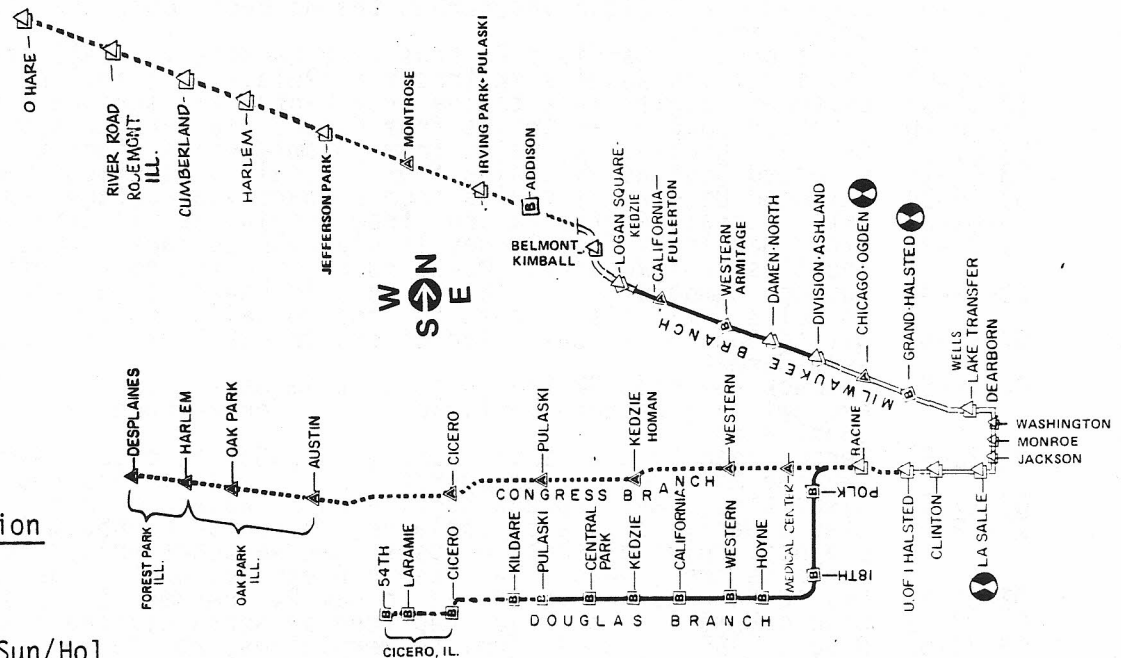 O HARE
RIVER ROAD
ROSEMONT
ILL.
CUMBERLAND
HARLEM
JEFFERSON PARK
MONTROSE
IRVING PARK- PULASKI
B ADDISON
BELMONT
KIMBALL
LOGAN SQUARE-
KEDZIE
CALIFORNIA
FULLERTON
WESTERN
ARMITAGE
B
DAMEN-NORTH
DIVISION-ASHLAND
CHICAGO-OGDEN
GRAND-HALSTED
B
MILWAUKEE BRANCH
WELLS
LAKE TRANSFER
DEARBORN
WASHINGTON
MONROE
JACKSON
W
S N
E
DESPLAINES
HARLEM
OAK PARK
AUSTIN
FOREST PARK
ILL.
OAK PARK
ILL.
CICERO
PULASKI
KEDZIE
HOMAN
WESTERN
MEDICAL CENTER
RACINE
U.OF I HALSTED
CLINTON
LA SALLE
CONGRESS BRANCH
B 54TH
B LARAMIE
B CICERO
CICERO, IL.
B KILDARE
B PULASKI
B CENTRAL
PARK
B KEDZIE
B CALIFORNIA
B WESTERN
B HOYNE
B 18TH
B POLK
DOUGLAS BRANCH
ion
Sun/Hol